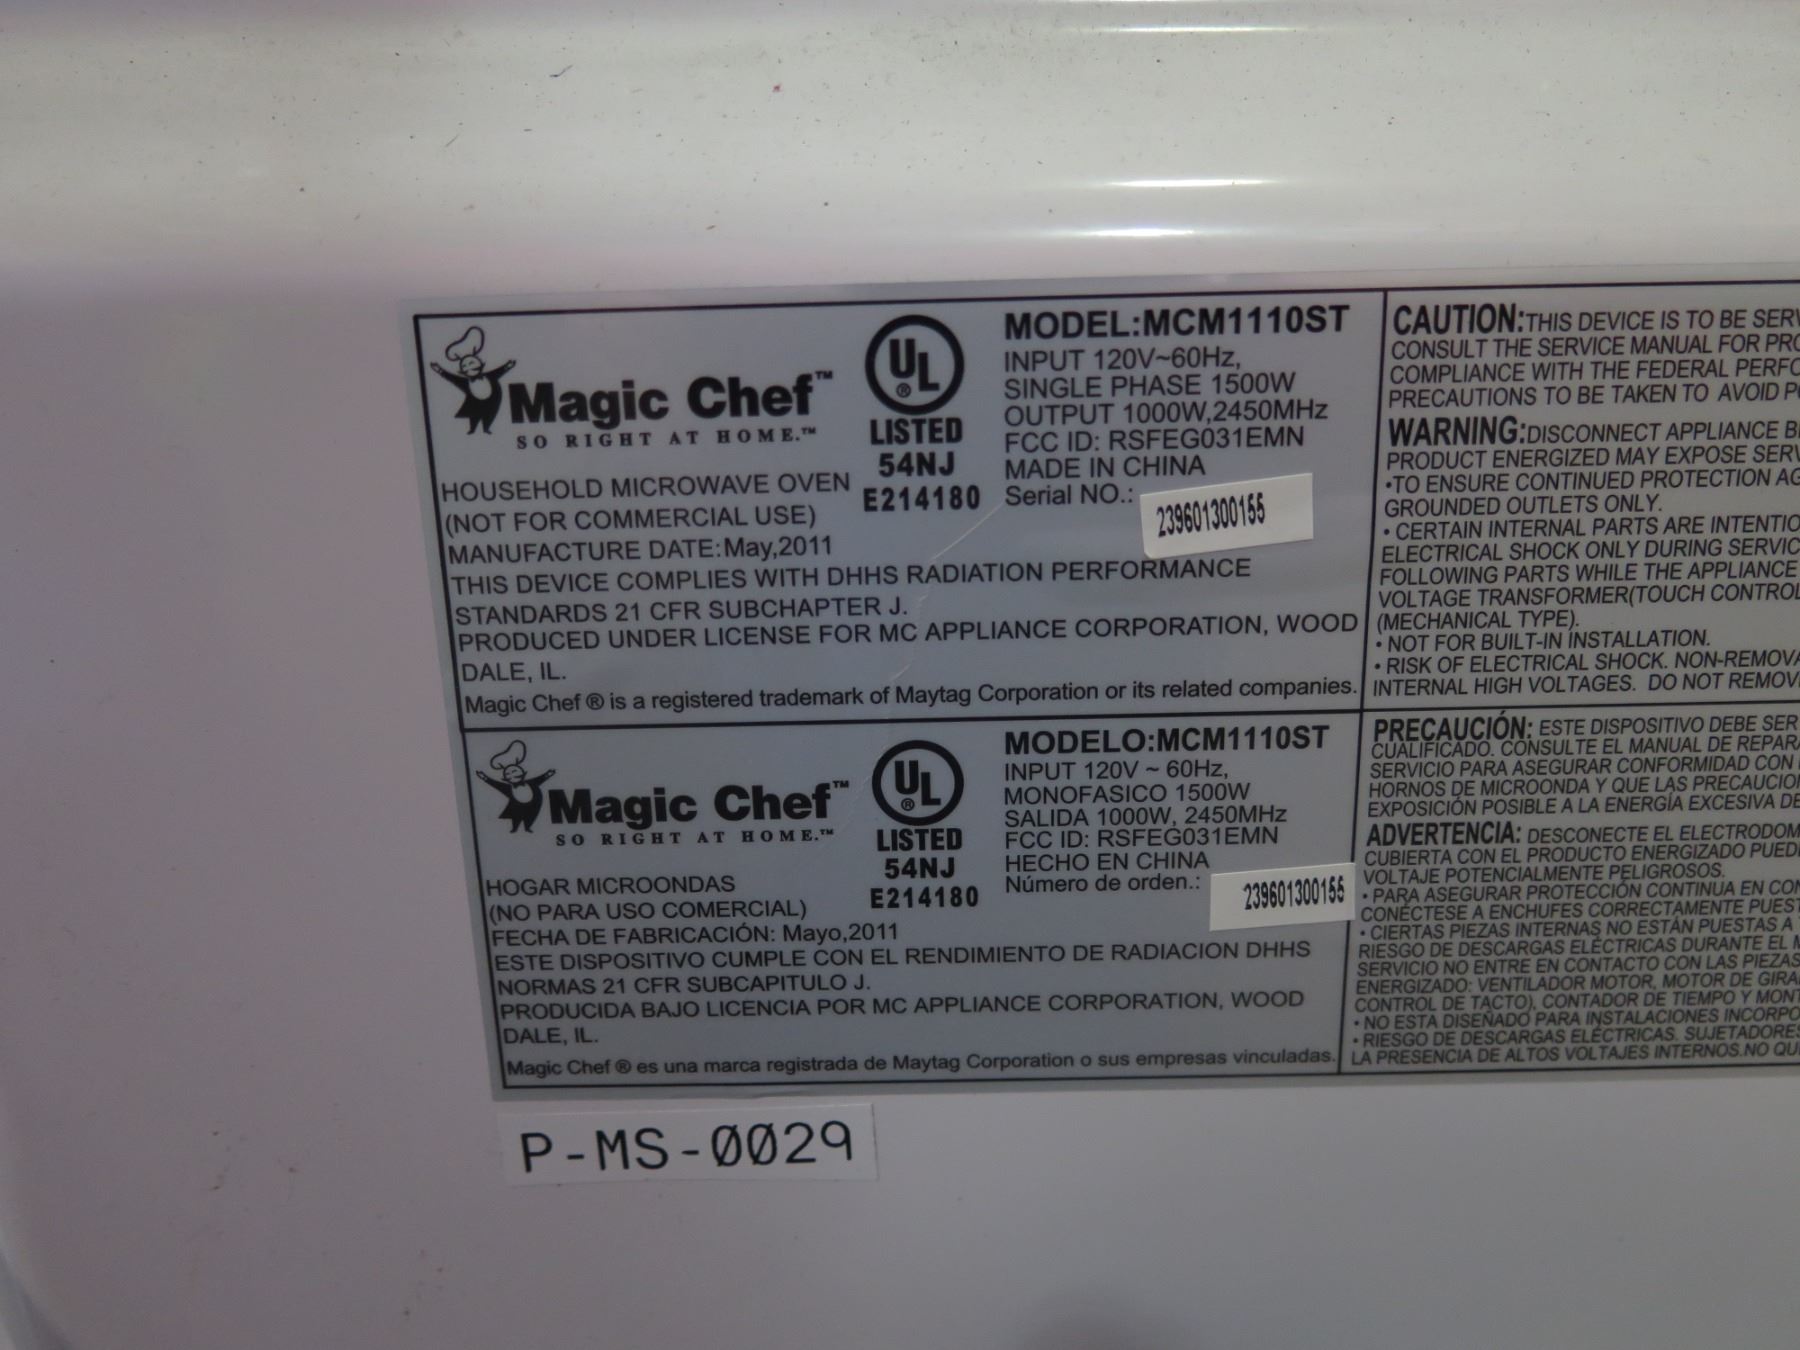 Magic Chef™
SO RIGHT AT HOME.™
UL
®
LISTED
54NJ
E214180
MODEL:MCM1110ST
INPUT 120V~60Hz,
SINGLE PHASE 1500W
OUTPUT 1000W,2450MHz
FCC ID: RSFEG031EMN
MADE IN CHINA
Serial NO.:
239601300155
HOUSEHOLD MICROWAVE OVEN
(NOT FOR COMMERCIAL USE)
MANUFACTURE DATE:May,2011
THIS DEVICE COMPLIES WITH DHHS RADIATION PERFORMANCE
STANDARDS 21 CFR SUBCHAPTER J.
PRODUCED UNDER LICENSE FOR MC APPLIANCE CORPORATION, WOOD
DALE, IL.
Magic Chef ® is a registered trademark of Maytag Corporation or its related companies.
CAUTION:THIS DEVICE IS TO BE SERV
CONSULT THE SERVICE MANUAL FOR PRO
COMPLIANCE WITH THE FEDERAL PERFO
PRECAUTIONS TO BE TAKEN TO AVOID P
WARNING:DISCONNECT APPLIANCE B
PRODUCT ENERGIZED MAY EXPOSE SERV
•TO ENSURE CONTINUED PROTECTION AG
GROUNDED OUTLETS ONLY.
• CERTAIN INTERNAL PARTS ARE INTENTIO
ELECTRICAL SHOCK ONLY DURING SERVIC
FOLLOWING PARTS WHILE THE APPLIANCE
VOLTAGE TRANSFORMER(TOUCH CONTROL
(MECHANICAL TYPE).
• NOT FOR BUILT-IN INSTALLATION.
• RISK OF ELECTRICAL SHOCK. NON-REMOVA
INTERNAL HIGH VOLTAGES. DO NOT REMOV
Magic Chef™
SO RIGHT AT HOME.™
UL
®
LISTED
54NJ
E214180
MODELO:MCM1110ST
INPUT 120V ~ 60Hz,
MONOFASICO 1500W
SALIDA 1000W, 2450MHz
FCC ID: RSFEG031EMN
HECHO EN CHINA
Número de orden.:
239601300155
HOGAR MICROONDAS
(NO PARA USO COMERCIAL)
FECHA DE FABRICACIÓN: Mayo,2011
ESTE DISPOSITIVO CUMPLE CON EL RENDIMIENTO DE RADIACION DHHS
NORMAS 21 CFR SUBCAPITULO J.
PRODUCIDA BAJO LICENCIA POR MC APPLIANCE CORPORATION, WOOD
DALE, IL.
Magic Chef ® es una marca registrada de Maytag Corporation o sus empresas vinculadas.
PRECAUCIÓN: ESTE DISPOSITIVO DEBE SER
CUALIFICADO. CONSULTE EL MANUAL DE REPARA
SERVICIO PARA ASEGURAR CONFORMIDAD CON
HORNOS DE MICROONDA Y QUE LAS PRECAUCIO
EXPOSICIÓN POSIBLE A LA ENERGÍA EXCESIVA DE
ADVERTENCIA: DESCONECTE EL ELECTRODOM
CUBIERTA CON EL PRODUCTO ENERGIZADO PUED
VOLTAJE POTENCIALMENTE PELIGROSOS.
• PARA ASEGURAR PROTECCIÓN CONTINUA EN CON
CONÉCTESE A ENCHUFES CORRECTAMENTE PUEST
• CIERTAS PIEZAS INTERNAS NO ESTÁN PUESTAS A
RIESGO DE DESCARGAS ELÉCTRICAS DURANTE EL M
SERVICIO NO ENTRE EN CONTACTO CON LAS PIEZAS
ENERGIZADO: VENTILADOR MOTOR, MOTOR DE GIRA
CONTROL DE TACTO), CONTADOR DE TIEMPO Y MONT
• NO ESTA DISEÑADO PARA INSTALACIONES INCORPO
• RIESGO DE DESCARGAS ELÉCTRICAS. SUJETADORES
LA PRESENCIA DE ALTOS VOLTAJES INTERNOS.NO QU
P-MS-0029